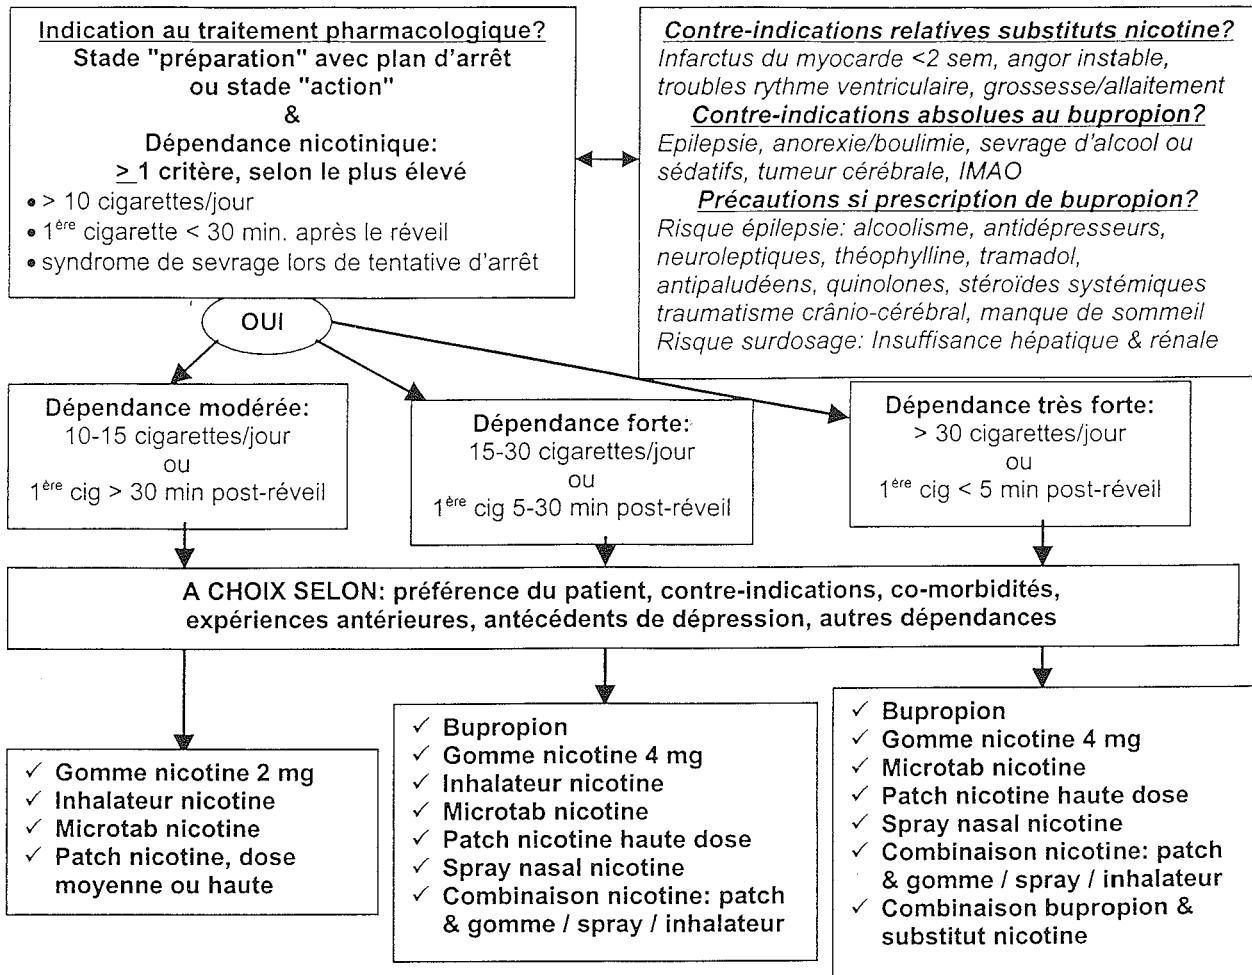 Indication au traitement pharmacologique?
Stade "préparation" avec plan d'arrêt
ou stade "action"
&
Dépendance nicotinique:
≥ 1 critère, selon le plus élevé
• > 10 cigarettes/jour
• 1ère cigarette < 30 min. après le réveil
• syndrome de sevrage lors de tentative d'arrêt
Contre-indications relatives substituts nicotine?
Infarctus du myocarde <2 sem, angor instable,
troubles rythme ventriculaire, grossesse/allaitement
Contre-indications absolues au bupropion?
Epilepsie, anorexie/boulimie, sevrage d'alcool ou
sédatifs, tumeur cérébrale, IMAO
Précautions si prescription de bupropion?
Risque épilepsie: alcoolisme, antidépresseurs,
neuroleptiques, théophylline, tramadol,
antipaludéens, quinolones, stéroïdes systémiques
traumatisme crânio-cérébral, manque de sommeil
Risque surdosage: Insuffisance hépatique & rénale
OUI
Dépendance modérée:
10-15 cigarettes/jour
ou
1ère cig > 30 min post-réveil
Dépendance forte:
15-30 cigarettes/jour
ou
1ère cig 5-30 min post-réveil
Dépendance très forte:
> 30 cigarettes/jour
ou
1ère cig < 5 min post-réveil
A CHOIX SELON: préférence du patient, contre-indications, co-morbidités,
expériences antérieures, antécédents de dépression, autres dépendances
✓ Gomme nicotine 2 mg
✓ Inhalateur nicotine
✓ Microtab nicotine
✓ Patch nicotine, dose
moyenne ou haute
✓ Bupropion
✓ Gomme nicotine 4 mg
✓ Inhalateur nicotine
✓ Microtab nicotine
✓ Patch nicotine haute dose
✓ Spray nasal nicotine
✓ Combinaison nicotine: patch
& gomme / spray / inhalateur
✓ Bupropion
✓ Gomme nicotine 4 mg
✓ Microtab nicotine
✓ Patch nicotine haute dose
✓ Spray nasal nicotine
✓ Combinaison nicotine: patch
& gomme / spray / inhalateur
✓ Combinaison bupropion &
substitut nicotine